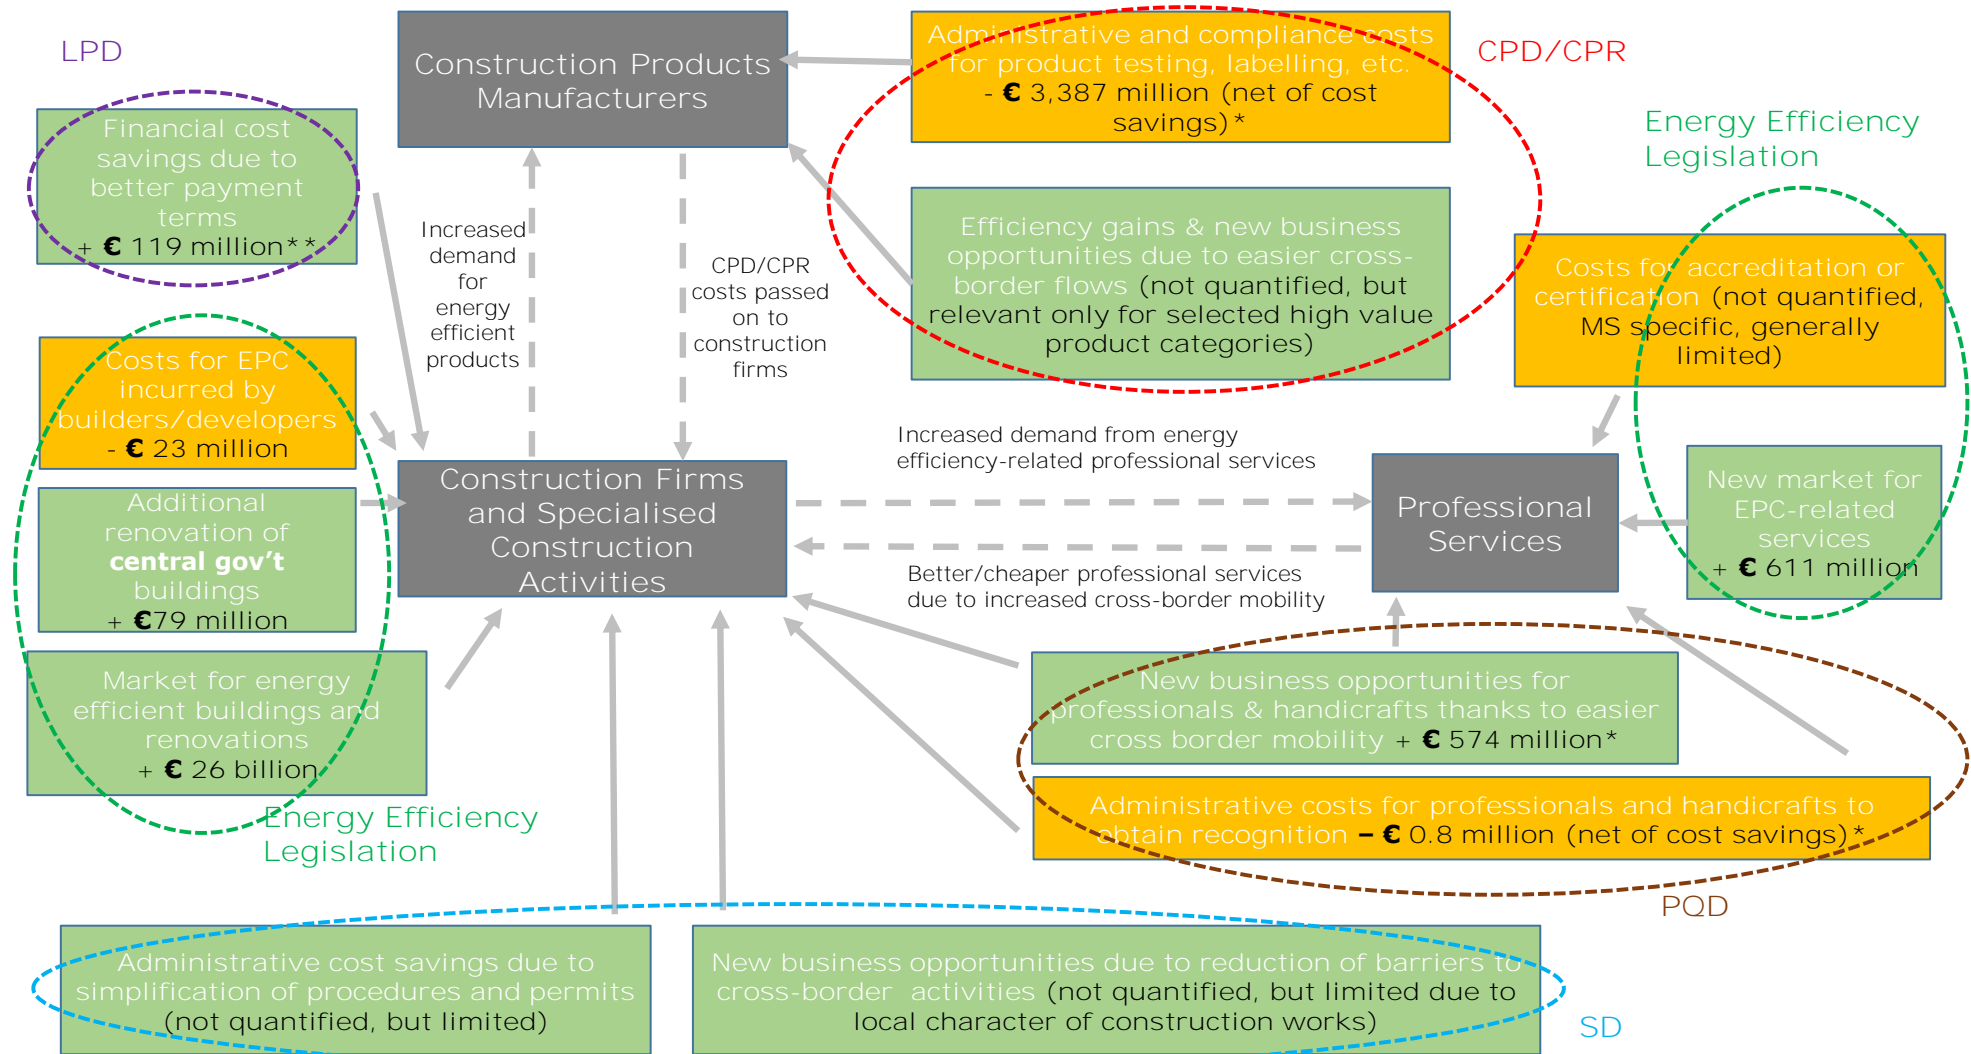 LPD
Construction Products
Manufacturers
Administrative and compliance costs
for product testing, labelling, etc.
- € 3,387 million (net of cost
savings)*
CPD/CPR
Financial cost
savings due to
better payment
terms
+ € 119 million**
Energy Efficiency
Legislation
Increased
demand
for
energy
efficient
products
CPD/CPR
costs passed
on to
construction
firms
Efficiency gains & new business
opportunities due to easier cross-
border flows (not quantified, but
relevant only for selected high value
product categories)
Costs for accreditation or
certification (not quantified,
MS specific, generally
limited)
Costs for EPC
incurred by
builders/developers
- € 23 million
Increased demand from energy
efficiency-related professional services
Construction Firms
and Specialised
Construction
Activities
Professional
Services
New market for
EPC-related
services
+ € 611 million
Additional
renovation of
central gov't
buildings
+ €79 million
Better/cheaper professional services
due to increased cross-border mobility
Market for energy
efficient buildings and
renovations
+ € 26 billion
New business opportunities for
professionals & handicrafts thanks to easier
cross border mobility + € 574 million*
Energy Efficiency
Legislation
Administrative costs for professionals and handicrafts to
obtain recognition – € 0.8 million (net of cost savings)*
PQD
Administrative cost savings due to
simplification of procedures and permits
(not quantified, but limited)
New business opportunities due to reduction of barriers to
cross-border activities (not quantified, but limited due to
local character of construction works)
SD